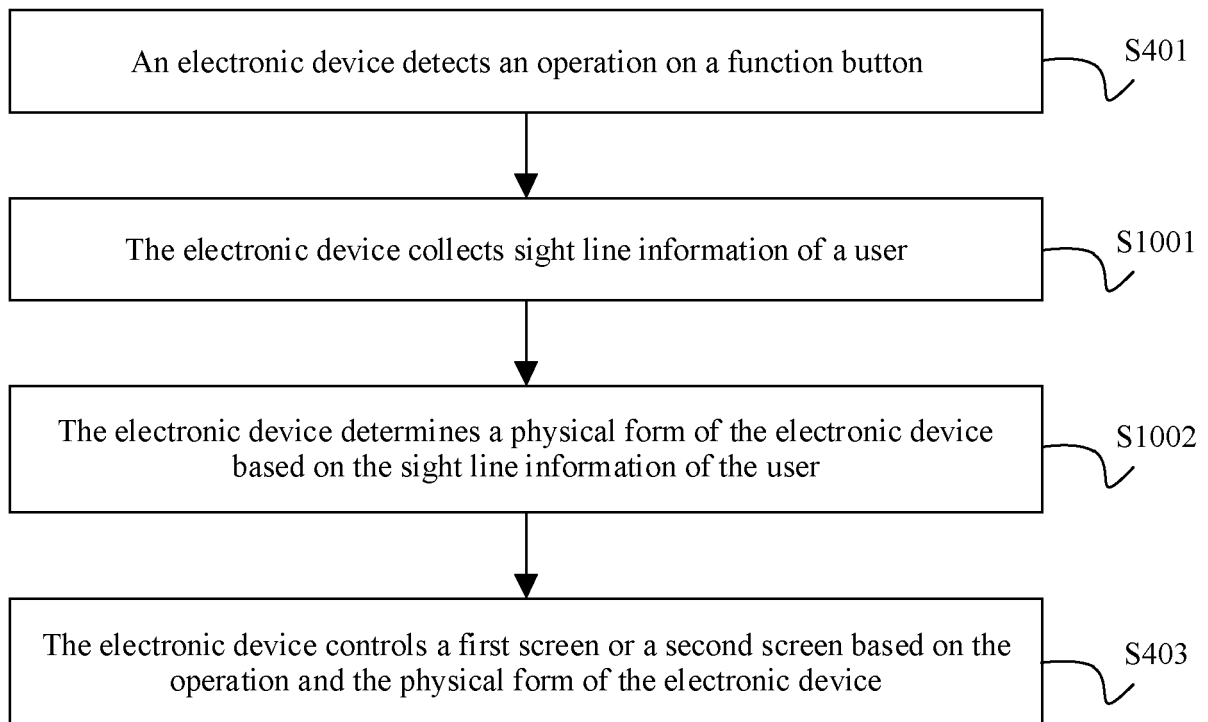 An electronic device detects an operation on a function button
S401
The electronic device collects sight line information of a user
S1001
The electronic device determines a physical form of the electronic device
based on the sight line information of the user
S1002
The electronic device controls a first screen or a second screen based on the
operation and the physical form of the electronic device
S403